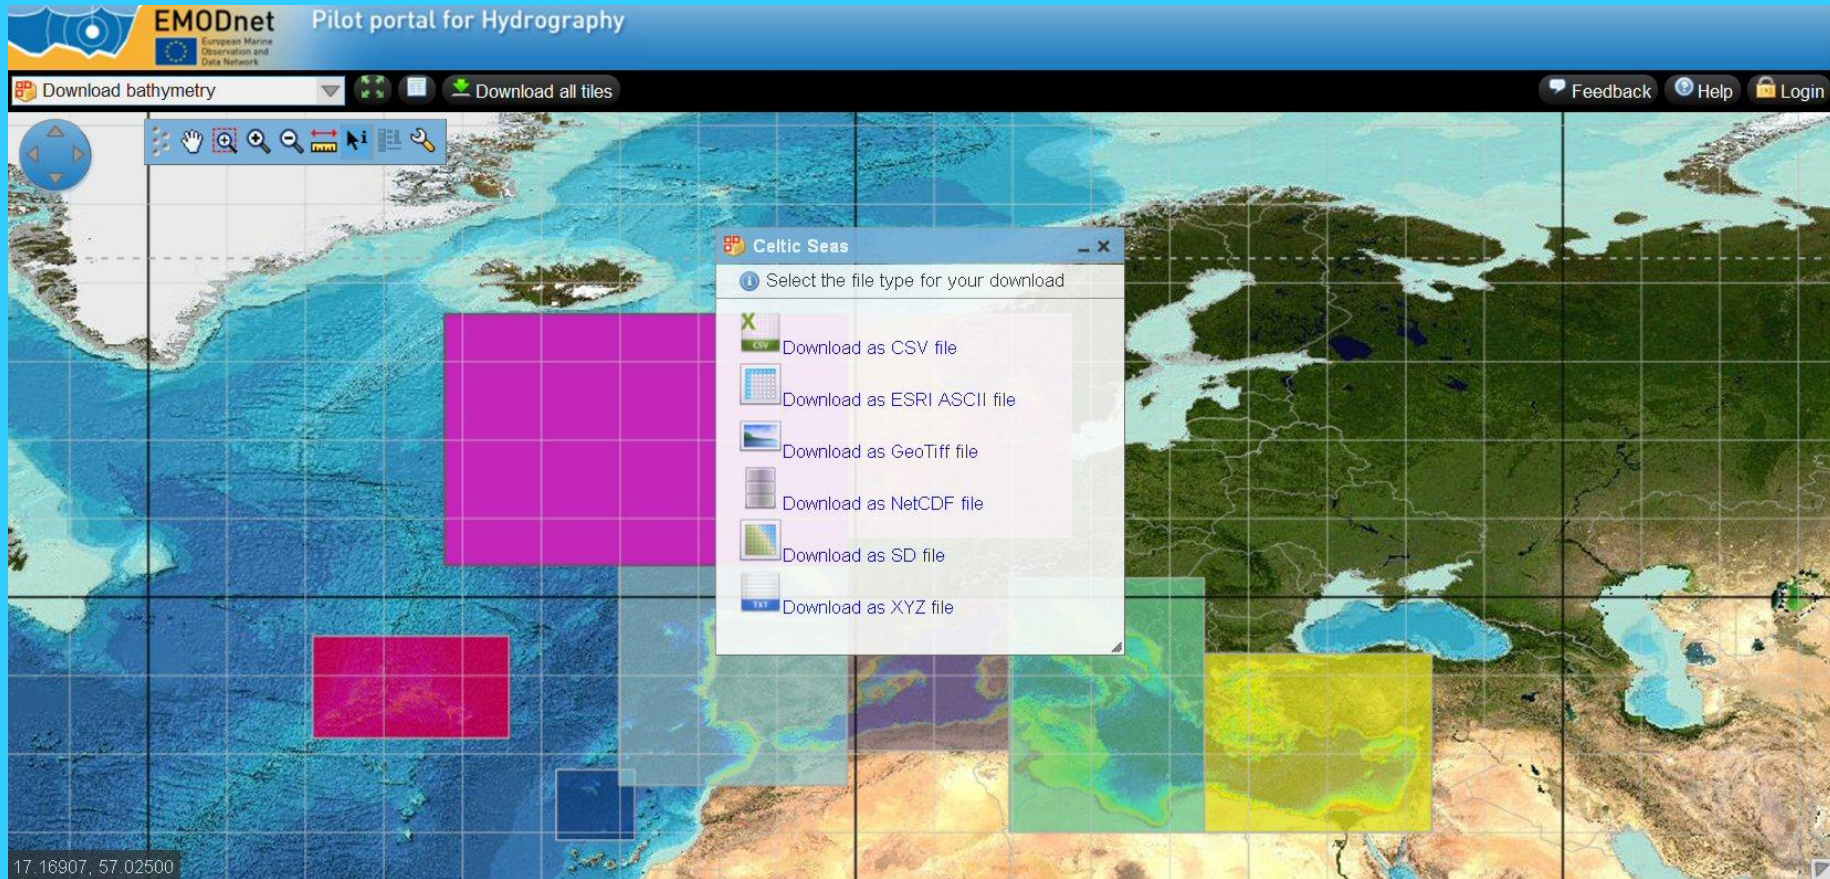 EMODnet
Pilot portal for Hydrography
European Marine
Observation and
Data Network
Download bathymetry
Download all tiles
Feedback
Help
Login
Celtic Seas
Select the file type for your download
CSV
Download as CSV file
Download as ESRI ASCII file
Download as GeoTiff file
Download as NetCDF file
Download as SD file
TXT
Download as XYZ file
17.16907, 57.02500